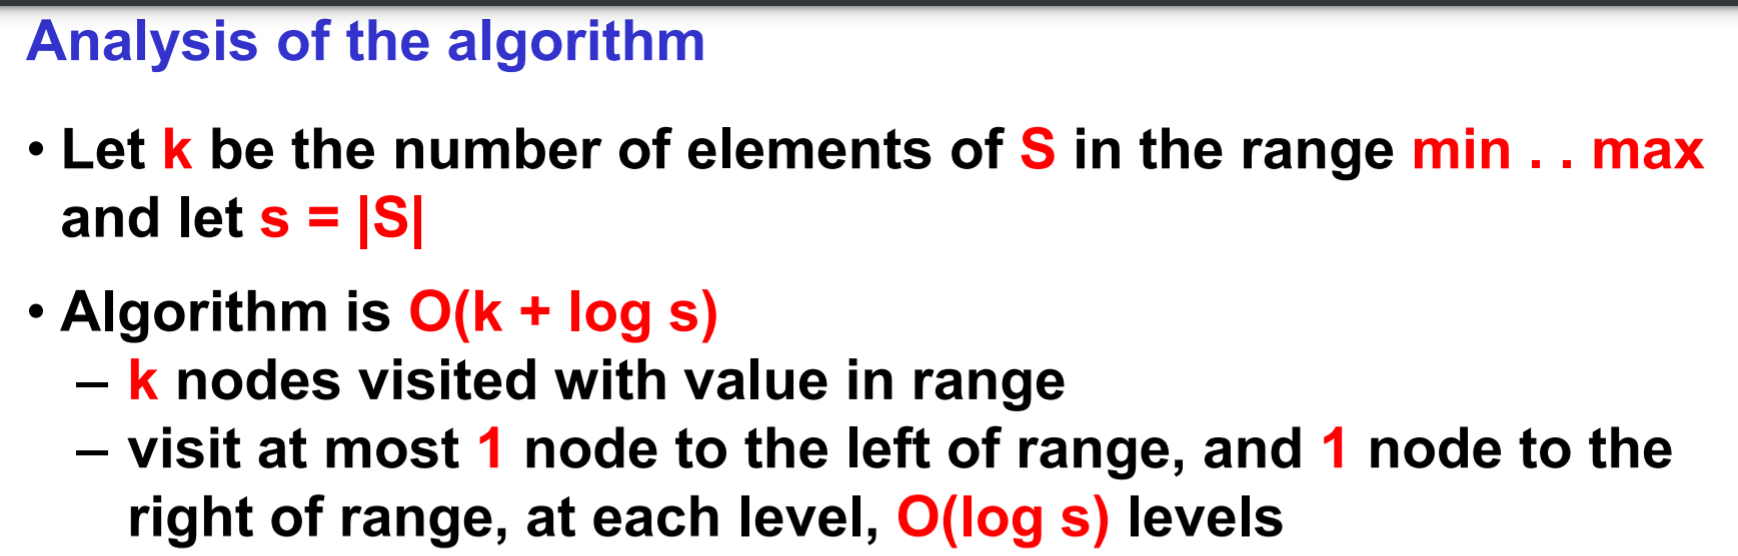 Analysis of the algorithm
• Let k be the number of elements of S in the range min . . max
and let s = |S|
• Algorithm is O(k + log s)
– k nodes visited with value in range
– visit at most 1 node to the left of range, and 1 node to the
right of range, at each level, O(log s) levels